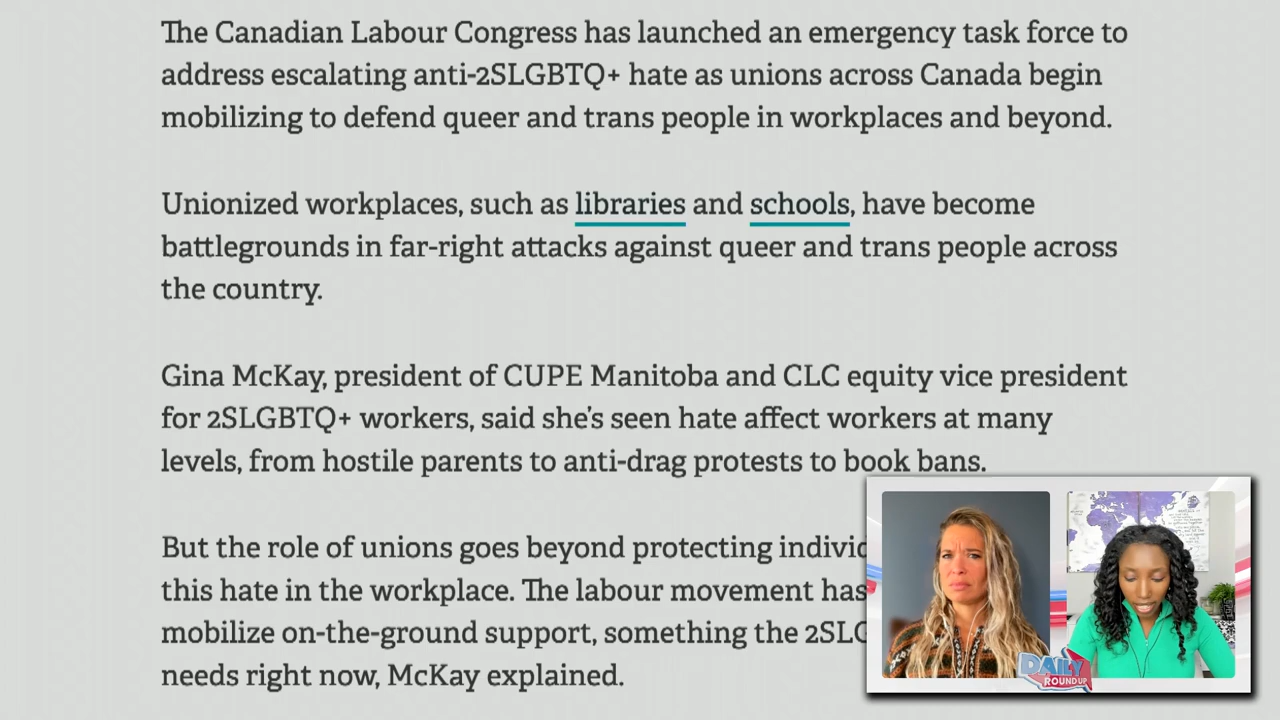 The Canadian Labour Congress has launched an emergency task force to
address escalating anti-2SLGBTQ+ hate as unions across Canada begin
mobilizing to defend queer and trans people in workplaces and beyond.
Unionized workplaces, such as libraries and schools, have become
battlegrounds in far-right attacks against queer and trans people across
the country.
Gina McKay, president of CUPE Manitoba and CLC equity vice president
for 2SLGBTQ+ workers, said she's seen hate affect workers at many
levels, from hostile parents to anti-drag protests to book bans.
But the role of unions goes beyond protecting
this hate in the workplace. The labour movement has
mobilize on-the-ground support, something the
needs right now, McKay explained.
DAILY
ROUNDUP